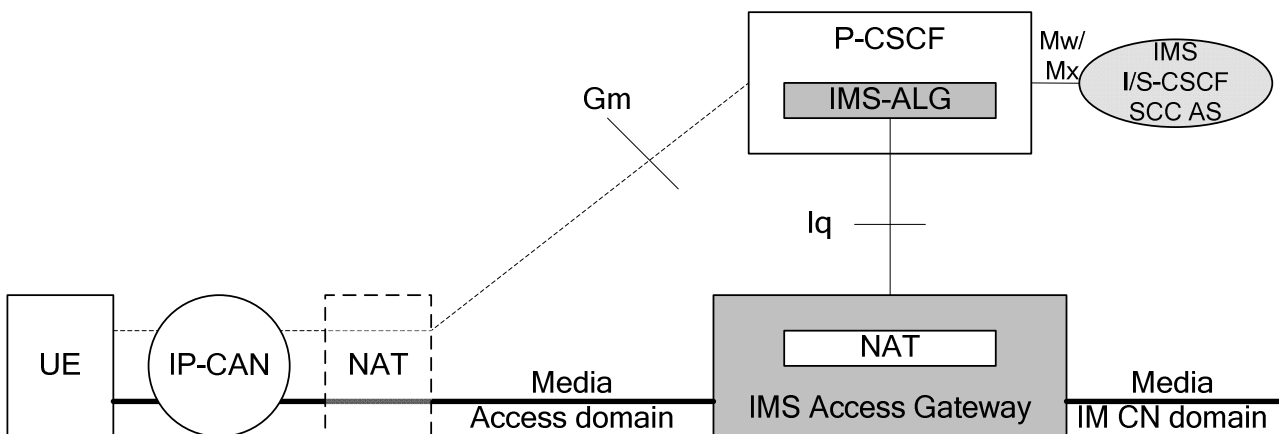 P-CSCF
IMS-ALG
Mw/
Mx
IMS
I/S-CSCF
SCC AS
Gm
Iq
UE
IP-CAN
NAT
Media
Access domain
NAT
IMS Access Gateway
Media
IM CN domain